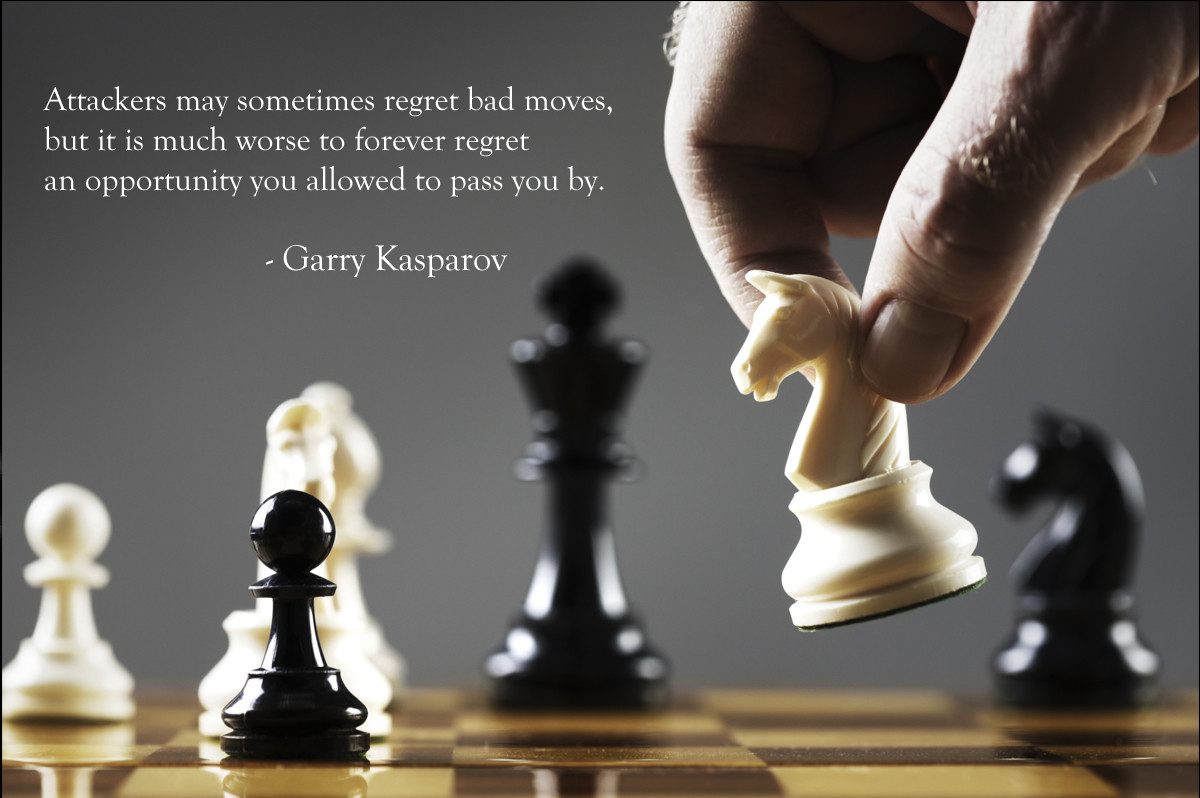 Attackers may sometimes regret bad moves,
but it is much worse to forever regret
an opportunity you allowed to pass you by.
- Garry Kasparov